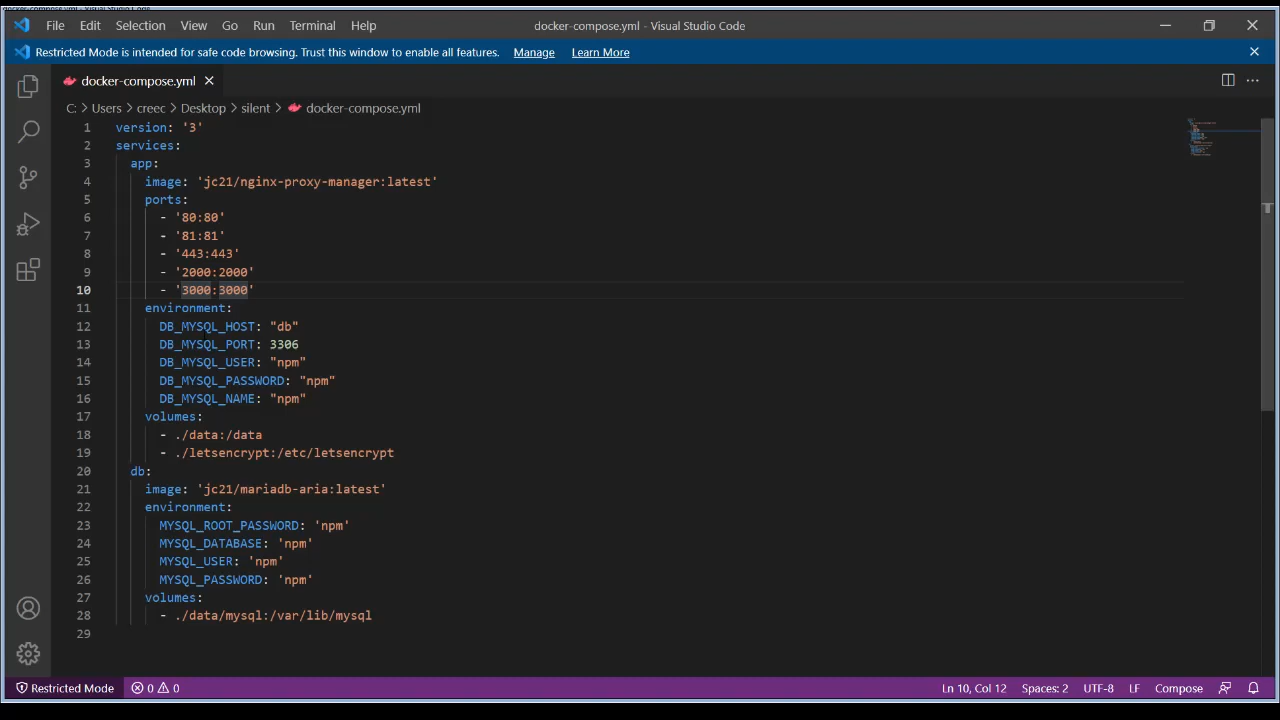 File Edit Selection View Go Run Terminal Help docker-compose.yml - Visual Studio Code
Restricted Mode is intended for safe code browsing. Trust this window to enable all features. Manage Learn More
docker-compose.yml
C: > Users > creec > Desktop > silent > docker-compose.yml
1 version: '3'
2 services:
3   app:
4     image: 'jc21/nginx-proxy-manager:latest'
5     ports:
6       - '80:80'
7       - '81:81'
8       - '443:443'
9       - '2000:2000'
10       - '3000:3000'
11     environment:
12       DB_MYSQL_HOST: "db"
13       DB_MYSQL_PORT: 3306
14       DB_MYSQL_USER: "npm"
15       DB_MYSQL_PASSWORD: "npm"
16       DB_MYSQL_NAME: "npm"
17     volumes:
18       - ./data:/data
19       - ./letsencrypt:/etc/letsencrypt
20   db:
21     image: 'jc21/mariadb-aria:latest'
22     environment:
23       MYSQL_ROOT_PASSWORD: 'npm'
24       MYSQL_DATABASE: 'npm'
25       MYSQL_USER: 'npm'
26       MYSQL_PASSWORD: 'npm'
27     volumes:
28       - ./data/mysql:/var/lib/mysql
29
Restricted Mode 0 0 Ln 10, Col 12 Spaces: 2 UTF-8 LF Compose